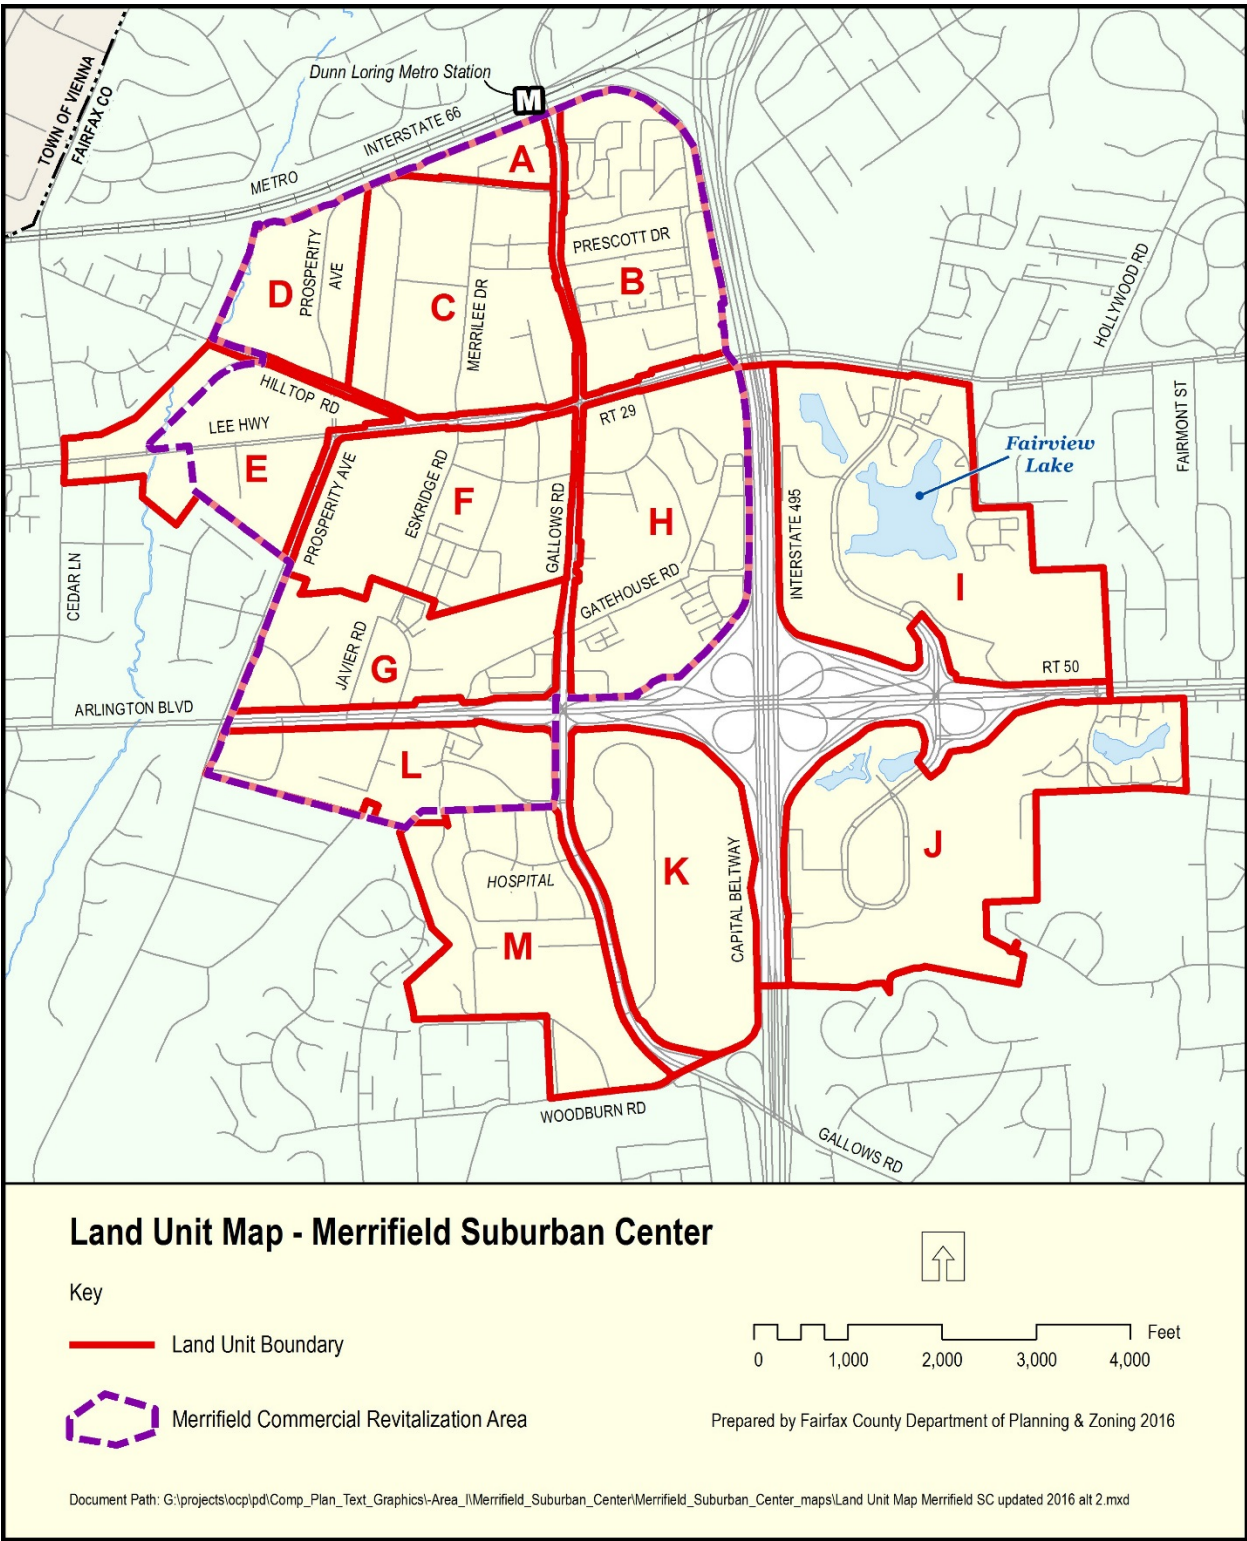 TOWN OF VIENNA
FAIRFAX CO
Dunn Loring Metro Station
M
INTERSTATE 66
METRO
A
PRESCOTT DR
B
PROSPERITY
AVE
D
C
MERRILEE DR
HOLLYWOOD RD
HILLTOP RD
LEE HWY
RT 29
E
PROSPERITY AVE
ESKRIDGE RD
F
GALLOWS RD
H
INTERSTATE 495
Fairview
Lake
FAIRMONT ST
CEDAR LN
GATEHOUSE RD
I
JAVIER RD
G
RT 50
ARLINGTON BLVD
L
HOSPITAL
M
K
CAPITAL BELTWAY
J
WOODBURN RD
GALLOWS RD
Land Unit Map - Merrifield Suburban Center
Key
Land Unit Boundary
Merrifield Commercial Revitalization Area
Feet
0 1,000 2,000 3,000 4,000
Prepared by Fairfax County Department of Planning & Zoning 2016
Document Path: G:\projects\ocp\pd\Comp_Plan_Text_Graphics\-Area_I\Merrifield_Suburban_Center\Merrifield_Suburban_Center_maps\Land Unit Map Merrifield SC updated 2016 alt 2.mxd